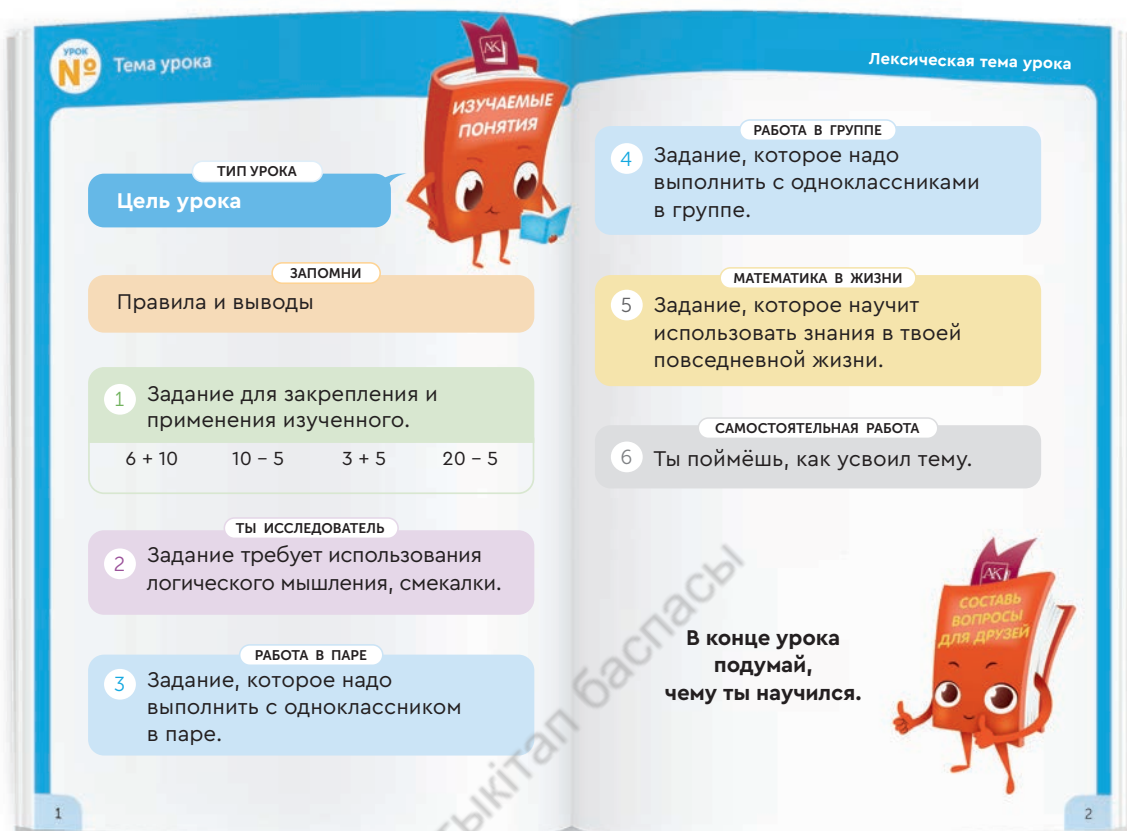 УРОК
№
Тема урока
ИЗУЧАЕМЫЕ
ПОНЯТИЯ
ТИП УРОКА
Цель урока
ЗАПОМНИ
Правила и выводы
1 Задание для закрепления и
применения изученного.
6 + 10 10 – 5 3 + 5 20 – 5
ТЫ ИССЛЕДОВАТЕЛЬ
2 Задание требует использования
логического мышления, смекалки.
РАБОТА В ПАРЕ
3 Задание, которое надо
выполнить с одноклассником
в паре.
1
Лексическая тема урока
РАБОТА В ГРУППЕ
4 Задание, которое надо
выполнить с одноклассниками
в группе.
МАТЕМАТИКА В ЖИЗНИ
5 Задание, которое научит
использовать знания в твоей
повседневной жизни.
САМОСТОЯТЕЛЬНАЯ РАБОТА
6 Ты поймёшь, как усвоил тему.
В конце урока
подумай,
чему ты научился.
АК
СОСТАВЬ
ВОПРОСЫ
ДЛЯ ДРУЗЕЙ
2
баспасы